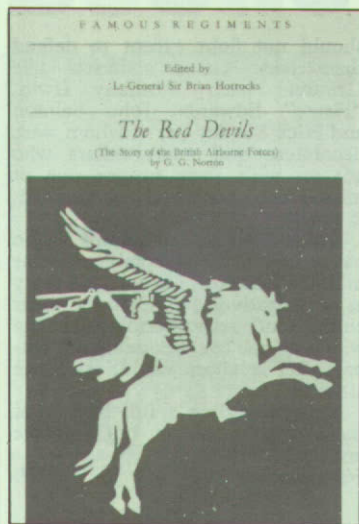 FAMOUS REGIMENTS
Edited by
Lt-General Sir Brian Horrocks
The Red Devils
(The Story of the British Airborne Forces)
by G. G. Norton